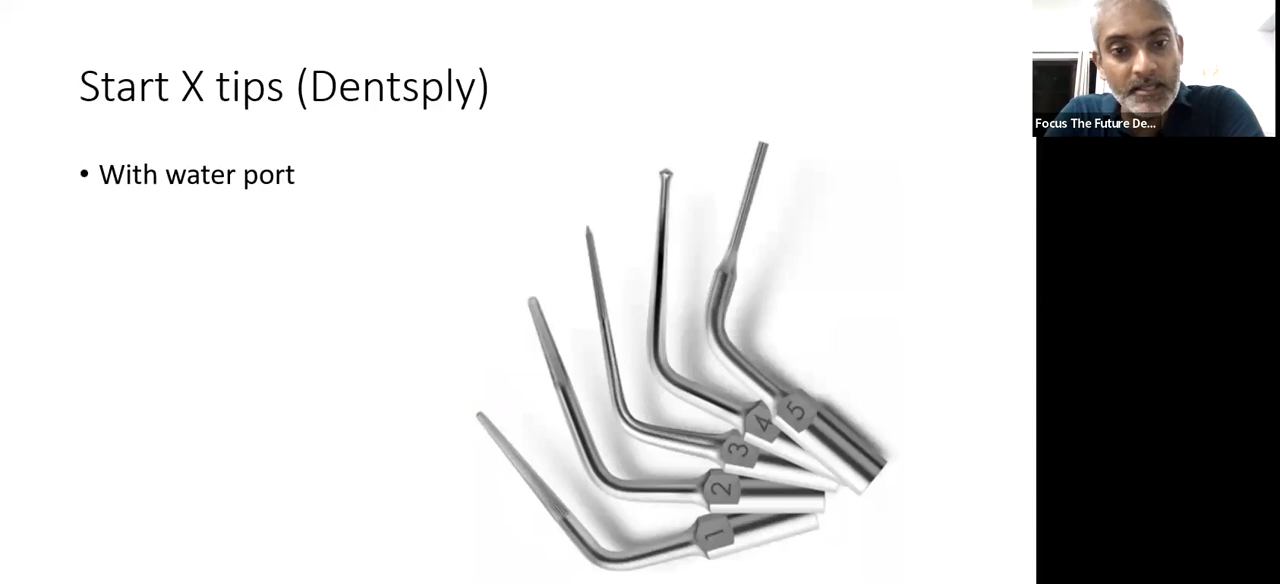 Start X tips (Dentsply)
• With water port
Focus The Future De...
5
4
3
2
1